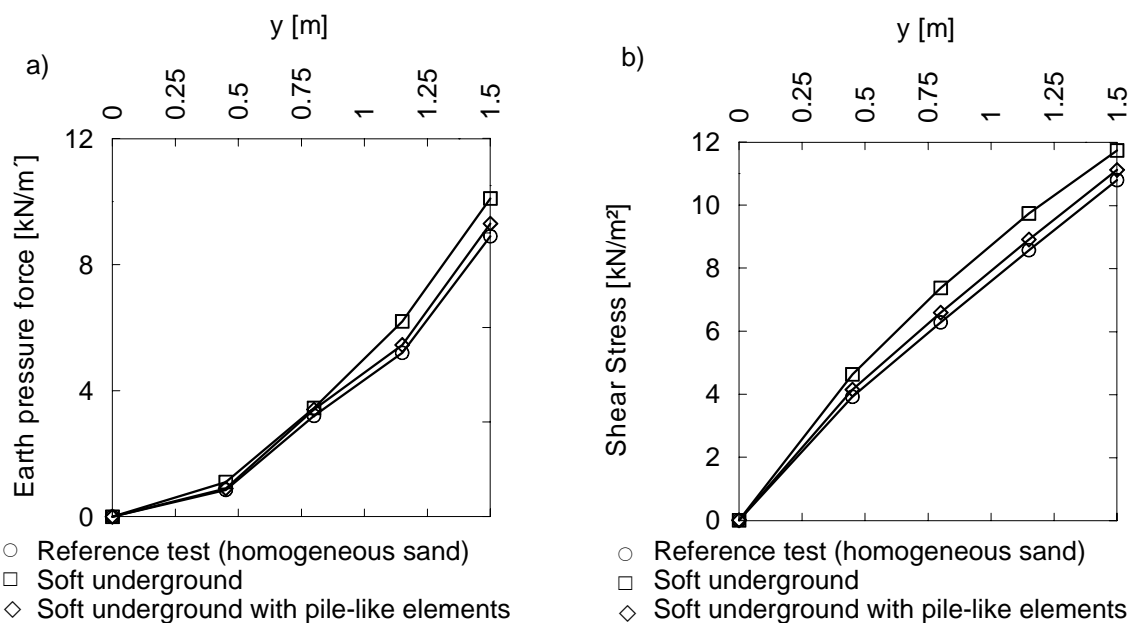 a)
y [m]
0 0.25 0.5 0.75 1 1.25 1.5
Earth pressure force [kN/m´]
12
8
4
0
○ Reference test (homogeneous sand)
□ Soft underground
◇ Soft underground with pile-like elements
b)
y [m]
0 0.25 0.5 0.75 1 1.25 1.5
Shear Stress [kN/m²]
12
10
8
6
4
2
0
○ Reference test (homogeneous sand)
□ Soft underground
◇ Soft underground with pile-like elements